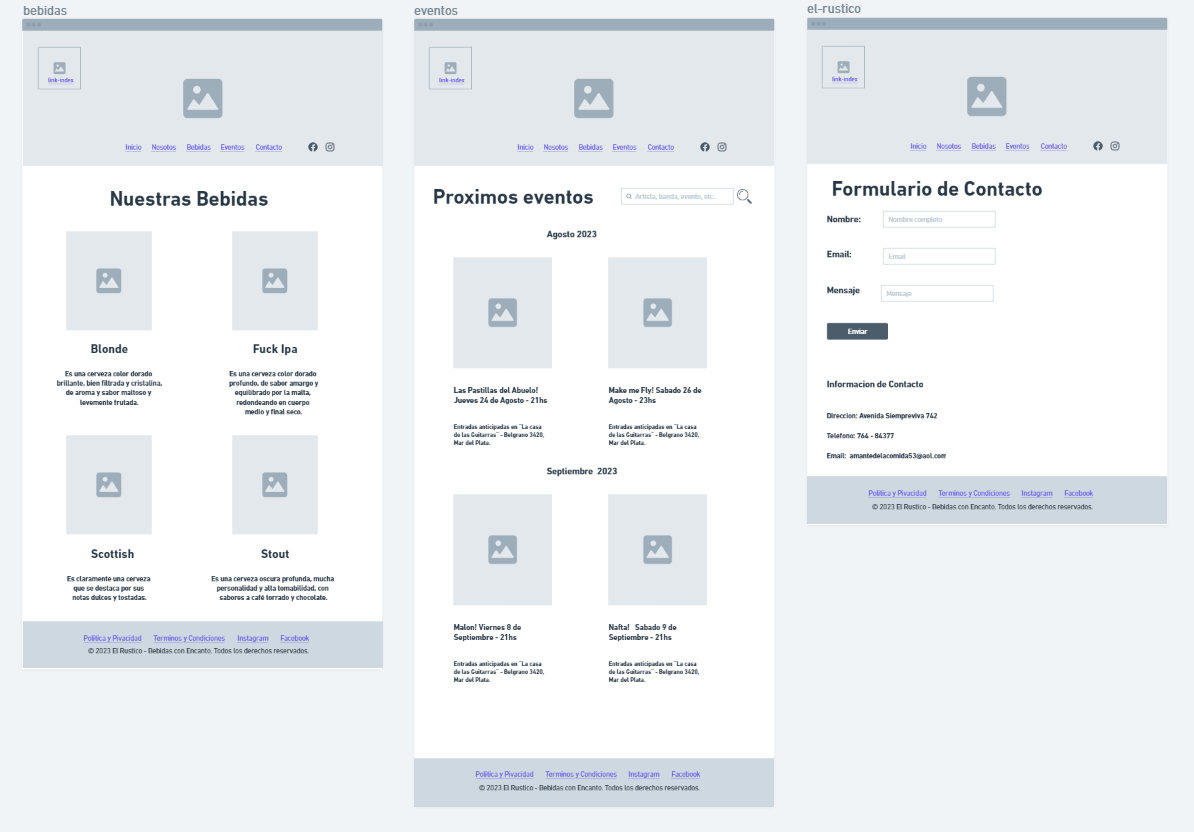 bebidas
link-index
Inicio Nosotos Bebidas Eventos Contacto
Nuestras Bebidas
Blonde
Es una cerveza color dorado
brillante, bien filtrada y cristalina,
de aroma y sabor maltoso y
levemente frutada.
Fuck Ipa
Es una cerveza color dorado
profundo, de sabor amargo y
equilibrado por la malta,
redondeando en cuerpo
medio y final seco.
Scottish
Es claramente una cerveza
que se destaca por sus
notas dulces y tostadas.
Stout
Es una cerveza oscura profunda, mucha
personalidad y alta tomabilidad, con
sabores a café torrado y chocolate.
Politica y Pivacidad Terminos y Condiciones Instagram Facebook
© 2023 El Rustico - Bebidas con Encanto. Todos los derechos reservados.
eventos
link-index
Inicio Nosotos Bebidas Eventos Contacto
Proximos eventos
Artista, banda, evento, etc...
Agosto 2023
Las Pastillas del Abuelo!
Jueves 24 de Agosto - 21hs
Entradas anticipadas en ¨La casa
de las Guitarras¨ - Belgrano 3420,
Mar del Plata.
Make me Fly! Sabado 26 de
Agosto - 23hs
Entradas anticipadas en ¨La casa
de las Guitarras¨ - Belgrano 3420,
Mar del Plata.
Septiembre 2023
Malon! Viernes 8 de
Septiembre - 21hs
Entradas anticipadas en ¨La casa
de las Guitarras¨ - Belgrano 3420,
Mar del Plata.
Nafta! Sabado 9 de
Septiembre - 21hs
Entradas anticipadas en ¨La casa
de las Guitarras¨ - Belgrano 3420,
Mar del Plata.
Politica y Pivacidad Terminos y Condiciones Instagram Facebook
© 2023 El Rustico - Bebidas con Encanto. Todos los derechos reservados.
el-rustico
link-index
Inicio Nosotos Bebidas Eventos Contacto
Formulario de Contacto
Nombre: Nombre completo
Email: Email
Mensaje Mensaje
Enviar
Informacion de Contacto
Direccion: Avenida Siempreviva 742
Telefono: 764 - 84377
Email: amantedelacomida53@aol.com
Politica y Pivacidad Terminos y Condiciones Instagram Facebook
© 2023 El Rustico - Bebidas con Encanto. Todos los derechos reservados.